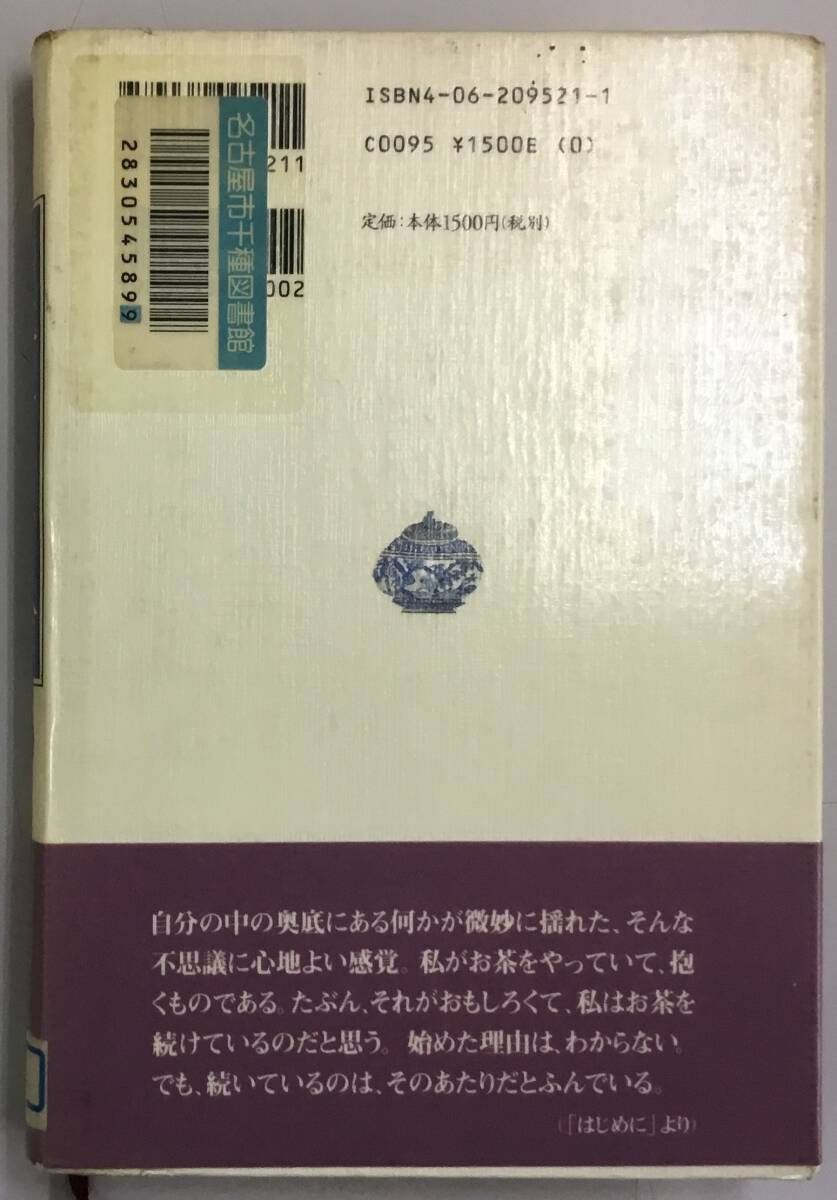 ISBN4-06-209521-1
C0095 ¥1500E (0)
定価:本体1500円(税別)
211
002
名古屋市千種図書館
2830545899
自分の中の奥底にある何かが微妙に揺れた、そんな
不思議に心地よい感覚。私がお茶をやっていて、抱
くものである。たぶん、それがおもしろくて、私はお茶を
続けているのだと思う。 始めた理由は、わからない。
でも、続いているのは、そのあたりだとふんでいる。
(「はじめに」より)